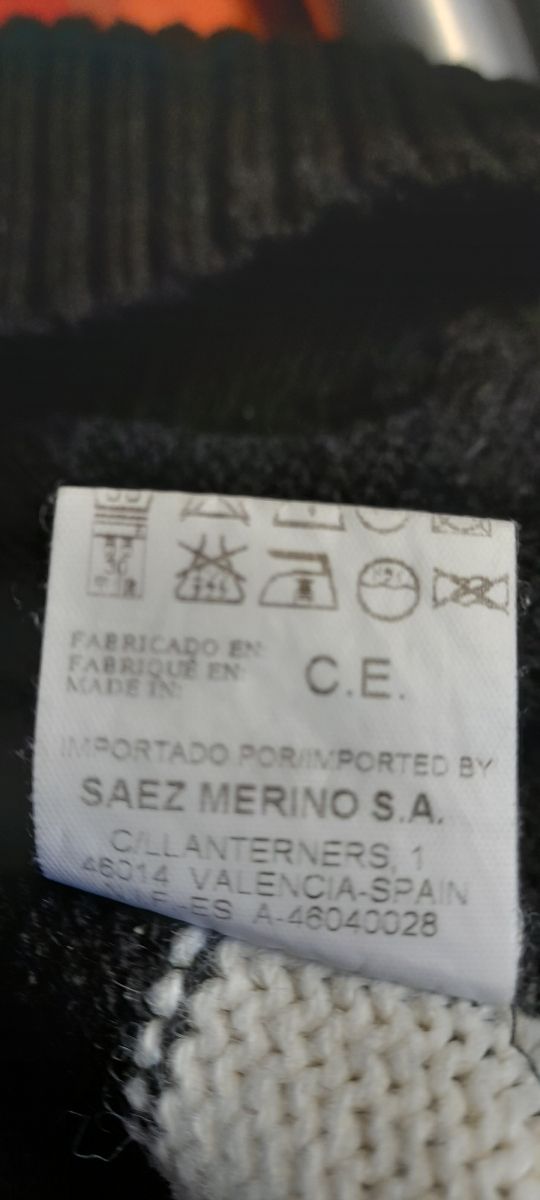 30
FABRICADO EN:
FABRIQUÉ EN:
MADE IN:
C.E.
IMPORTADO POR/IMPORTED BY
SAEZ MERINO S.A.
C/LLANTERNERS, 1
46014 VALENCIA-SPAIN
N.I.F.-ES A-46040028